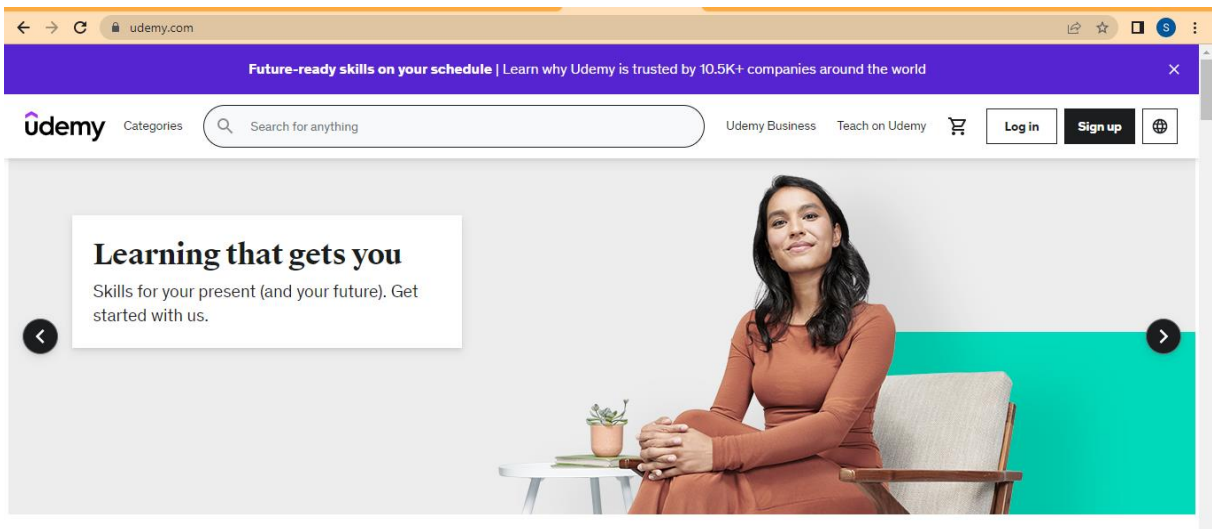 udemy.com
S
Future-ready skills on your schedule | Learn why Udemy is trusted by 10.5K+ companies around the world
ûdemy Categories Search for anything Udemy Business Teach on Udemy Log in Sign up
Learning that gets you
Skills for your present (and your future). Get
started with us.